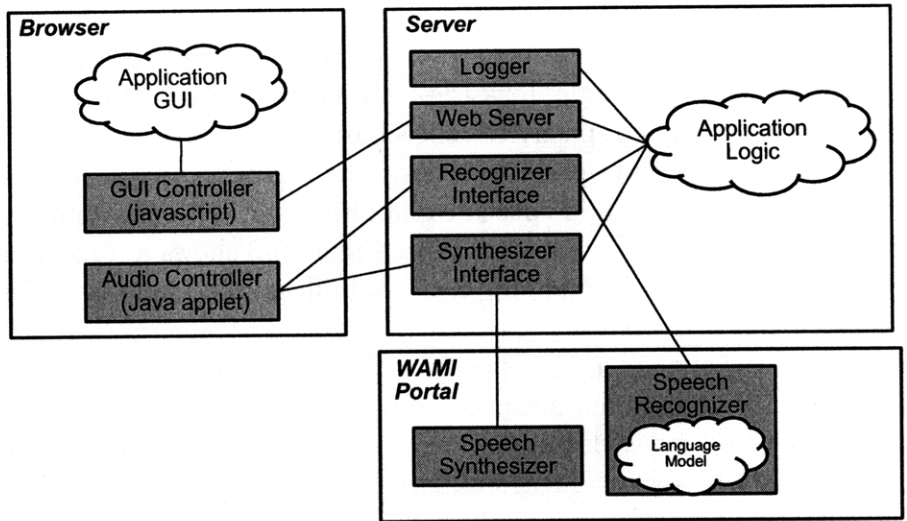 Browser
Application
GUI
GUI Controller
(javascript)
Audio Controller
(Java applet)
Server
Logger
Web Server
Recognizer
Interface
Synthesizer
Interface
Application
Logic
WAMI
Portal
Speech
Synthesizer
Speech
Recognizer
Language
Model